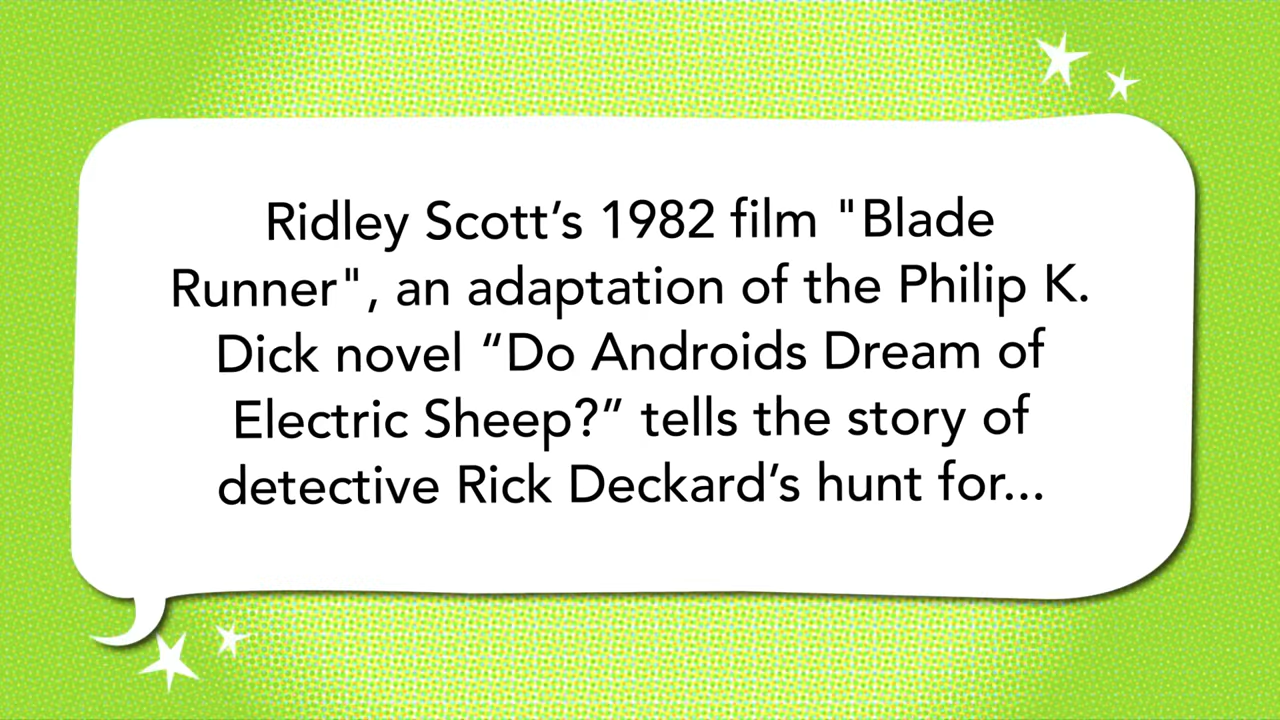 Ridley Scott’s 1982 film "Blade
Runner", an adaptation of the Philip K.
Dick novel “Do Androids Dream of
Electric Sheep?” tells the story of
detective Rick Deckard’s hunt for...